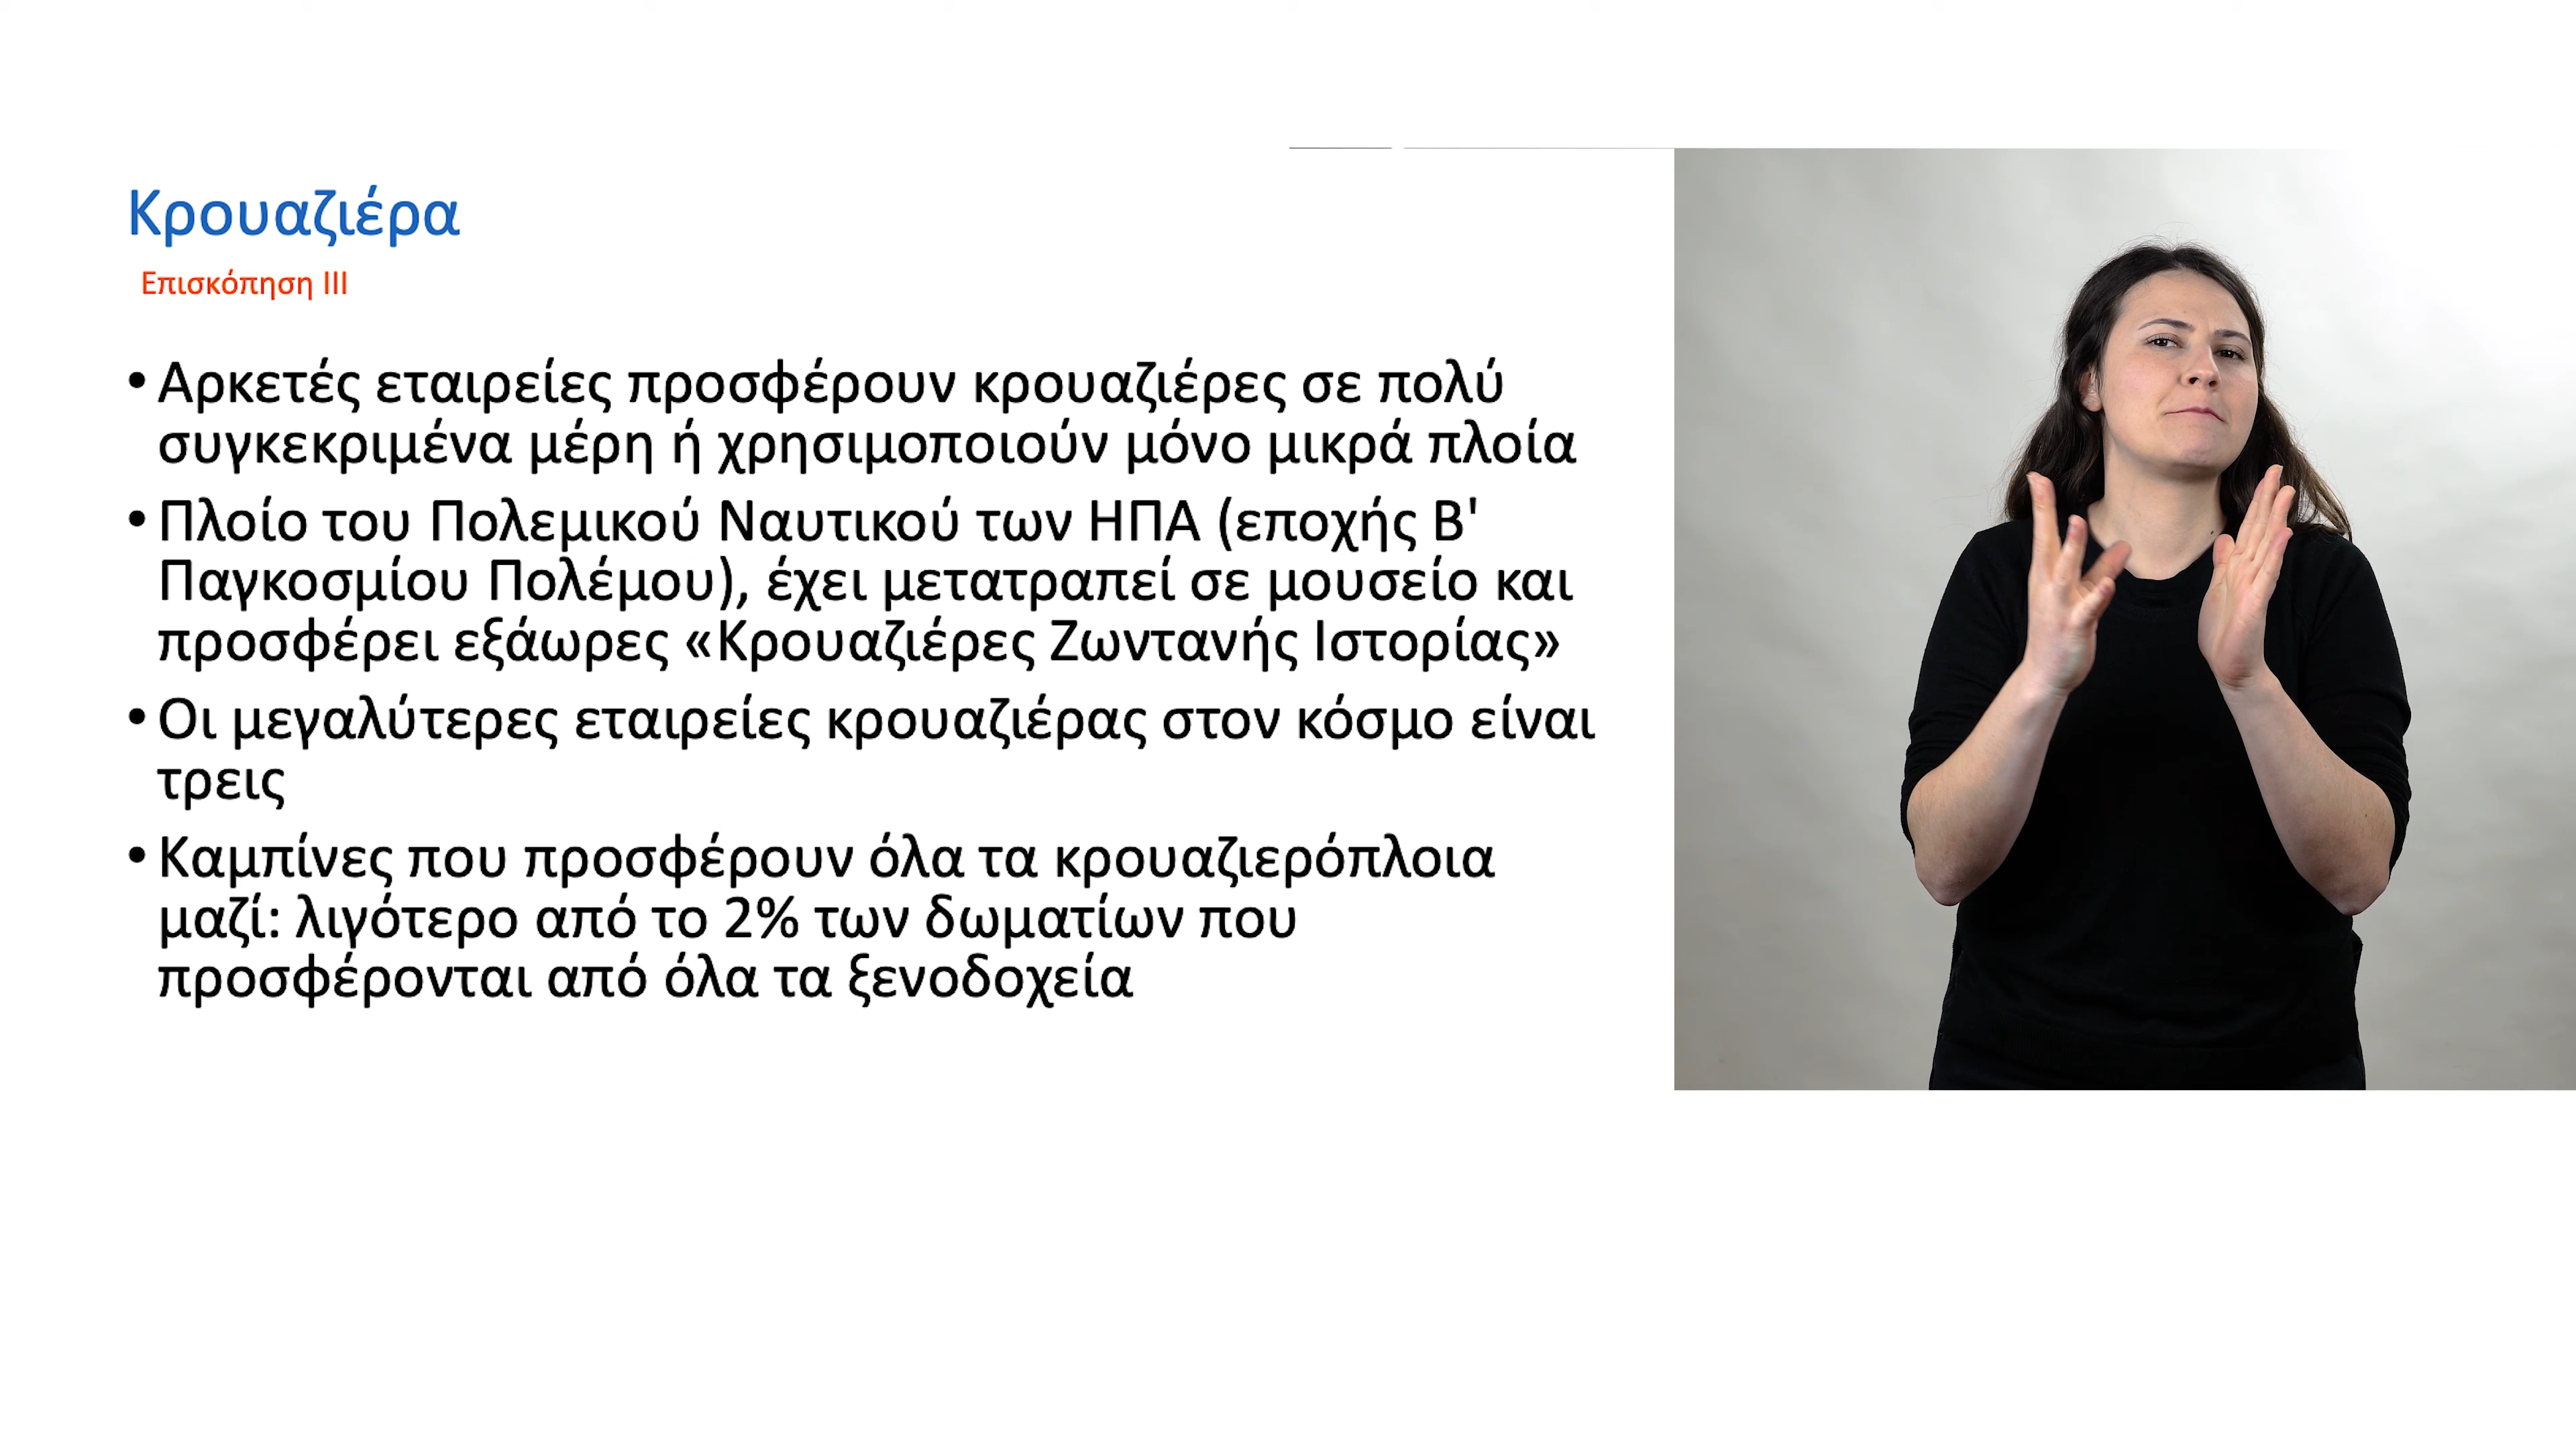 Κρουαζιέρα
Επισκόπηση III
• Αρκετές εταιρείες προσφέρουν κρουαζιέρες σε πολύ
συγκεκριμένα μέρη ή χρησιμοποιούν μόνο μικρά πλοία
• Πλοίο του Πολεμικού Ναυτικού των ΗΠΑ (εποχής Β'
Παγκοσμίου Πολέμου), έχει μετατραπεί σε μουσείο και
προσφέρει εξάωρες «Κρουαζιέρες Ζωντανής Ιστορίας»
• Οι μεγαλύτερες εταιρείες κρουαζιέρας στον κόσμο είναι
τρεις
• Καμπίνες που προσφέρουν όλα τα κρουαζιερόπλοια
μαζί: λιγότερο από το 2% των δωματίων που
προσφέρονται από όλα τα ξενοδοχεία